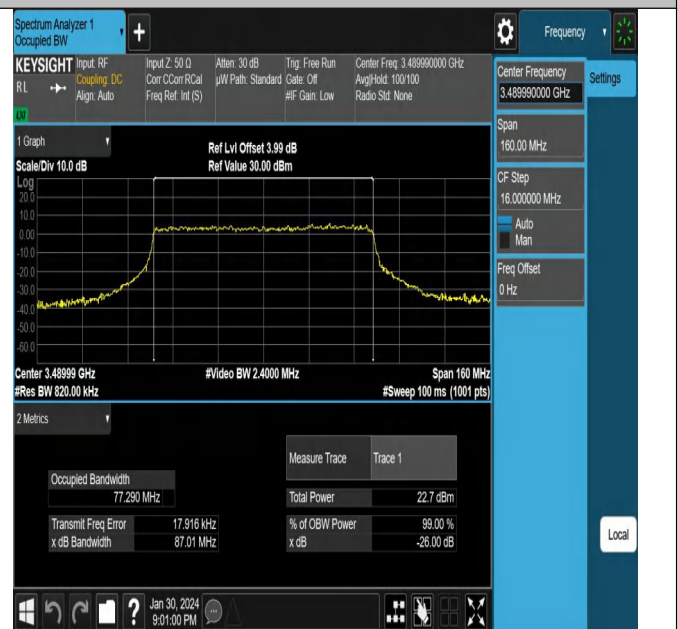 Spectrum Analyzer 1
Occupied BW
+
Frequency
KEYSIGHT
RL
LXI
Input: RF
Coupling: DC
Align: Auto
Input Z: 50 Ω
Corr CCorr RCal
Freq Ref: Int (S)
Atten: 30 dB
µW Path: Standard
Trig: Free Run
Gate: Off
#IF Gain: Low
Center Freq: 3.489990000 GHz
Avg|Hold: 100/100
Radio Std: None
Center Frequency
3.489990000 GHz
Settings
Span
160.00 MHz
CF Step
16.000000 MHz
Auto
Man
Freq Offset
0 Hz
1 Graph
Scale/Div 10.0 dB
Ref Lvl Offset 3.99 dB
Ref Value 30.00 dBm
Log
20.0
10.0
0.00
-10.0
-20.0
-30.0
-40.0
-50.0
-60.0
Center 3.48999 GHz
#Res BW 820.00 kHz
#Video BW 2.4000 MHz
Span 160 MHz
#Sweep 100 ms (1001 pts)
2 Metrics
Measure Trace Trace 1
Occupied Bandwidth
77.290 MHz
Total Power 22.7 dBm
Transmit Freq Error 17.916 kHz
% of OBW Power 99.00 %
x dB Bandwidth 87.01 MHz
x dB -26.00 dB
Local
?
Jan 30, 2024
9:01:00 PM